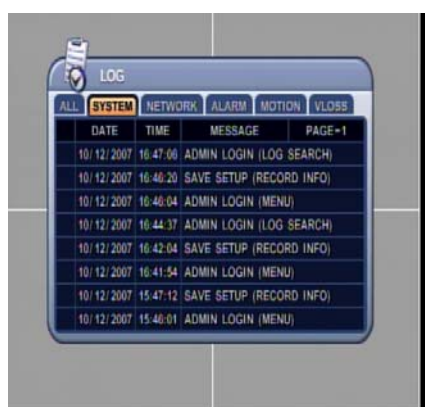 LOG
ALL SYSTEM NETWORK ALARM MOTION VLOSS
DATE TIME MESSAGE PAGE=1
10/12/2007 16:47:06 ADMIN LOGIN (LOG SEARCH)
10/12/2007 16:46:20 SAVE SETUP (RECORD INFO)
10/12/2007 16:46:04 ADMIN LOGIN (MENU)
10/12/2007 16:44:37 ADMIN LOGIN (LOG SEARCH)
10/12/2007 16:42:04 SAVE SETUP (RECORD INFO)
10/12/2007 16:41:54 ADMIN LOGIN (MENU)
10/12/2007 15:47:12 SAVE SETUP (RECORD INFO)
10/12/2007 15:46:01 ADMIN LOGIN (MENU)